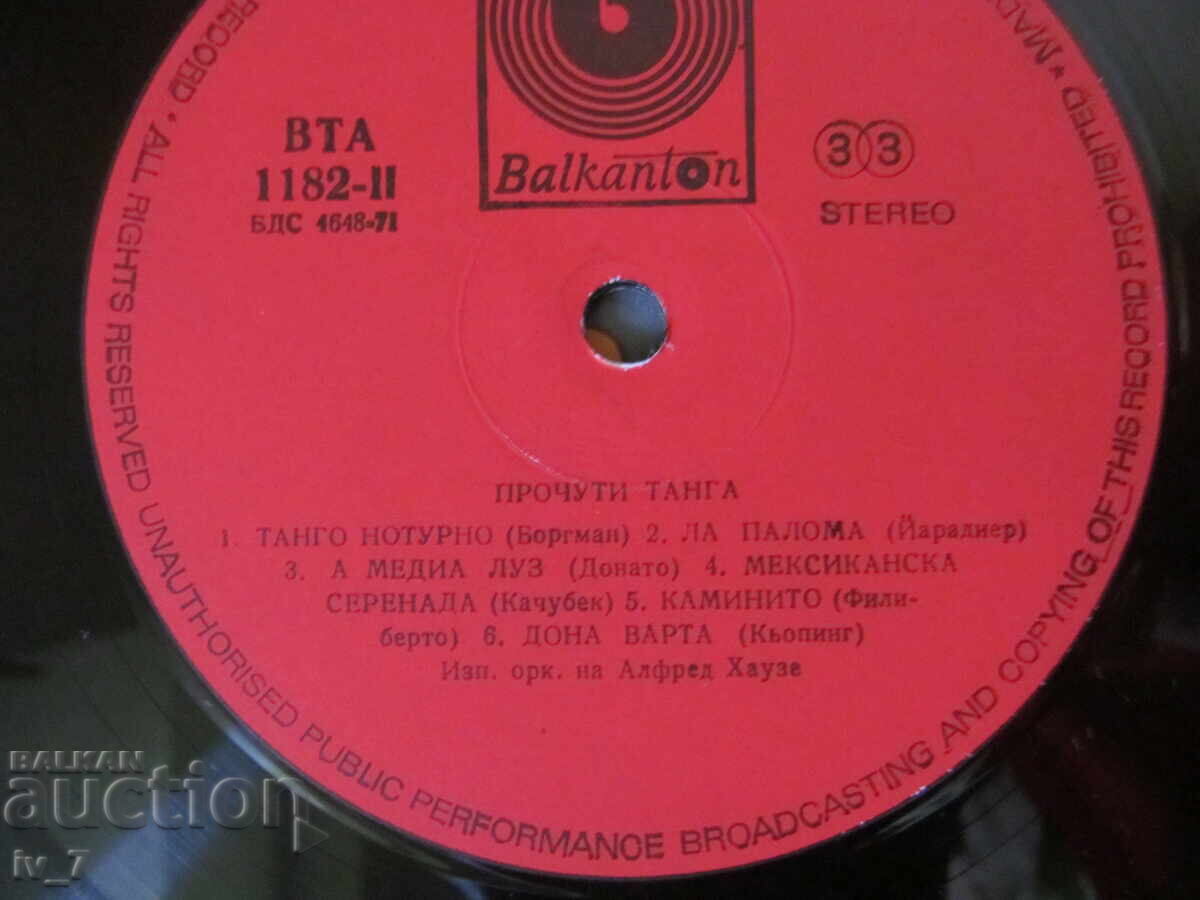 Balkanton
ВТА
1182-II
БДС 4648-71
33
STEREO
ПРОЧУТИ ТАНГА
1. ТАНГО НОТУРНО (Боргман) 2. ЛА ПАЛОМА (Йарадиер)
3. А МЕДИА ЛУЗ (Донато) 4. МЕКСИКАНСКА
СЕРЕНАДА (Качубек) 5. КАМИНИТО (Фили-
берто) 6. ДОНА ВАРТА (Кьопинг)
Изп. орк. на Алфред Хаузе
RECORD • ALL RIGHTS RESERVED UNAUTHORISED PUBLIC PERFORMANCE BROADCASTING AND COPYING OF THIS RECORD PROHIBITED • MAD
BALKAN
auction
iv_7